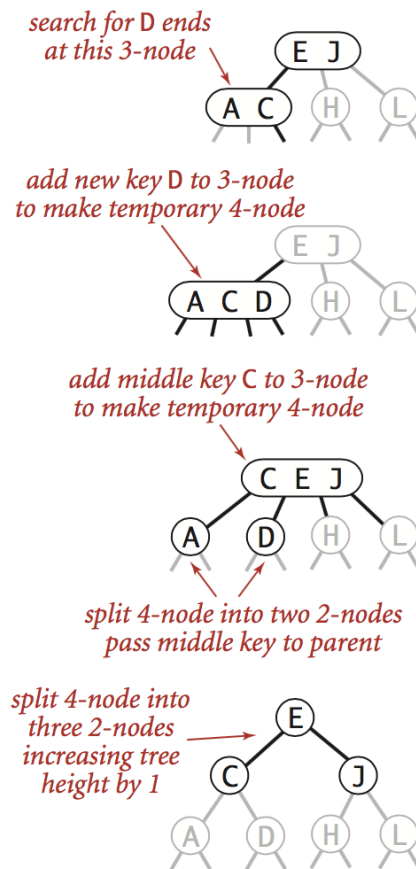 search for D ends
at this 3-node
E J
A C
H
L
add new key D to 3-node
to make temporary 4-node
E J
A C D
H
L
add middle key C to 3-node
to make temporary 4-node
C E J
A
D
H
L
split 4-node into two 2-nodes
pass middle key to parent
split 4-node into
three 2-nodes
increasing tree
height by 1
E
C
J
A
D
H
L